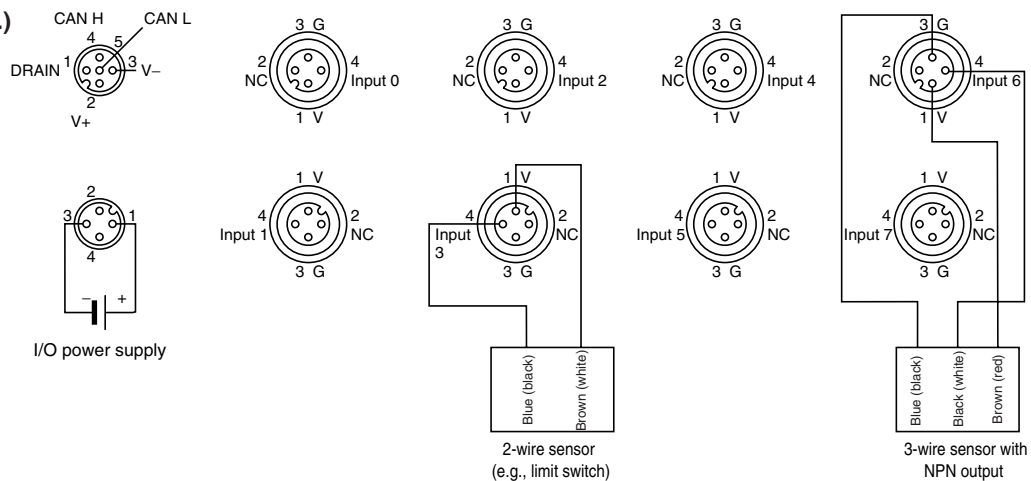 .)
CAN H
CAN L
4
5
DRAIN
1
3
V–
2
V+
3 G
2
NC
4
Input 0
1 V
3 G
2
NC
4
Input 2
1 V
3 G
2
NC
4
Input 4
1 V
3 G
2
NC
4
Input 6
1 V
2
3
1
4
– +
I/O power supply
1 V
4
Input 1
2
NC
3 G
1 V
4
Input
3
2
NC
3 G
1 V
4
Input 5
2
NC
3 G
1 V
4
Input 7
2
NC
3 G
Blue (black)
Brown (white)
2-wire sensor
(e.g., limit switch)
Blue (black)
Black (white)
Brown (red)
3-wire sensor with
NPN output